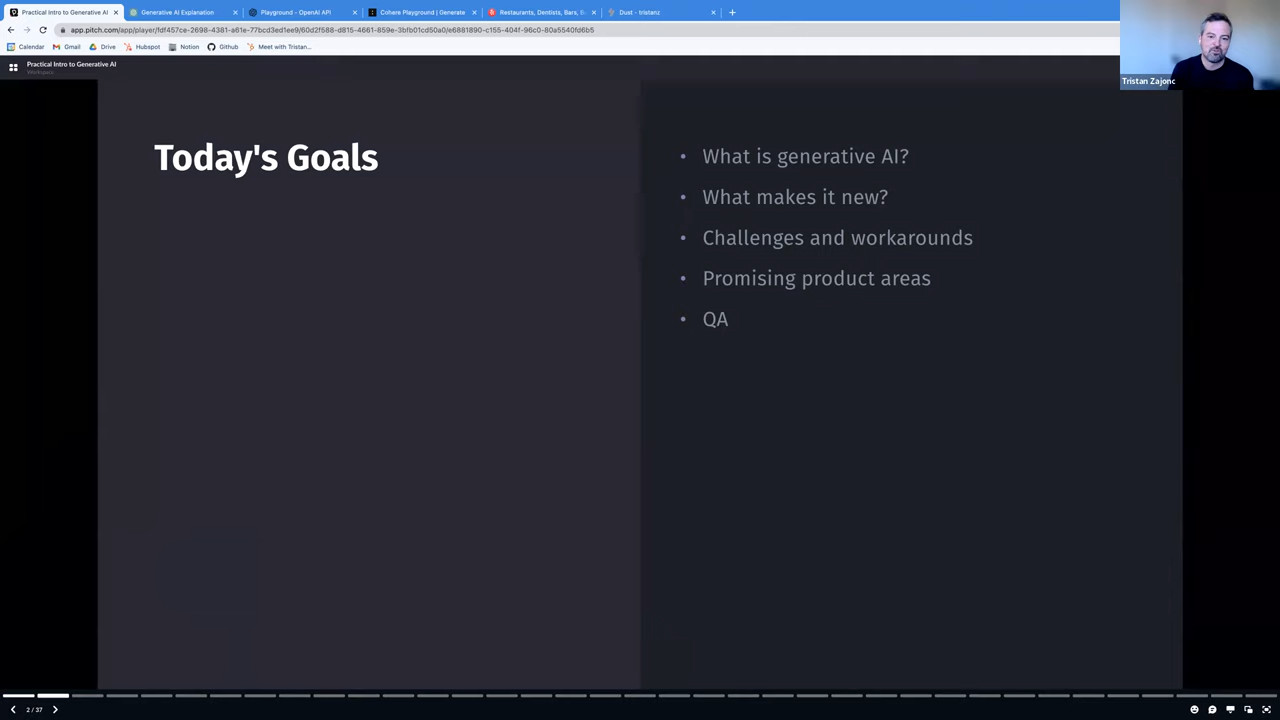 Practical Intro to Generative AI
Generative AI Explanation
Playground - OpenAI API
Cohere Playground | Generate
Restaurants, Dentists, Bars, B
Dust - tristanz
app.pitch.com/app/player/fdf457ce-2698-4381-a61e-77bcd3ed1ee9/60d2f588-d815-4661-859e-3bfb01cd50a0/e6881890-c155-404f-96c0-80a5540fd6b5
Calendar
Gmail
Drive
Hubspot
Notion
Github
Meet with Tristan...
Practical Intro to Generative AI
Workspace
Tristan Zajonc
Today's Goals
• What is generative AI?
• What makes it new?
• Challenges and workarounds
• Promising product areas
• QA
2 / 37